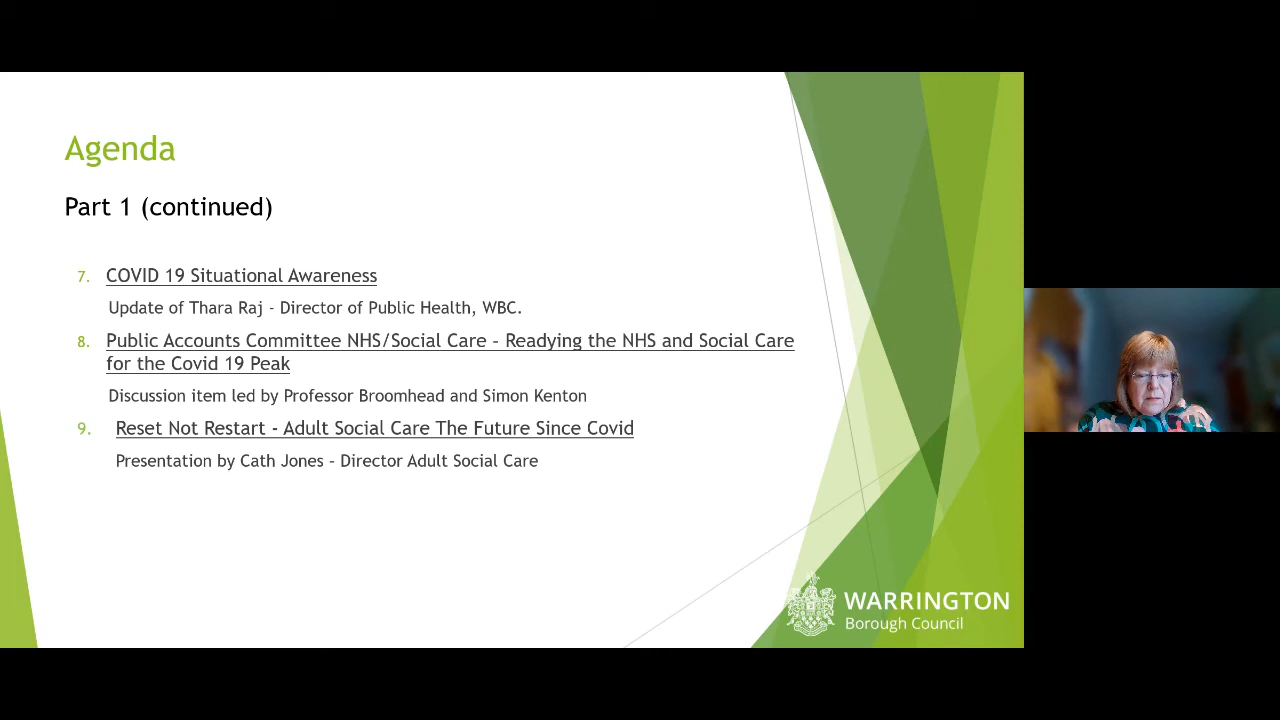 Agenda
Part 1 (continued)
7. COVID 19 Situational Awareness
Update of Thara Raj - Director of Public Health, WBC.
8. Public Accounts Committee NHS/Social Care – Readying the NHS and Social Care
for the Covid 19 Peak
Discussion item led by Professor Broomhead and Simon Kenton
9. Reset Not Restart - Adult Social Care The Future Since Covid
Presentation by Cath Jones – Director Adult Social Care
WARRINGTON
Borough Council